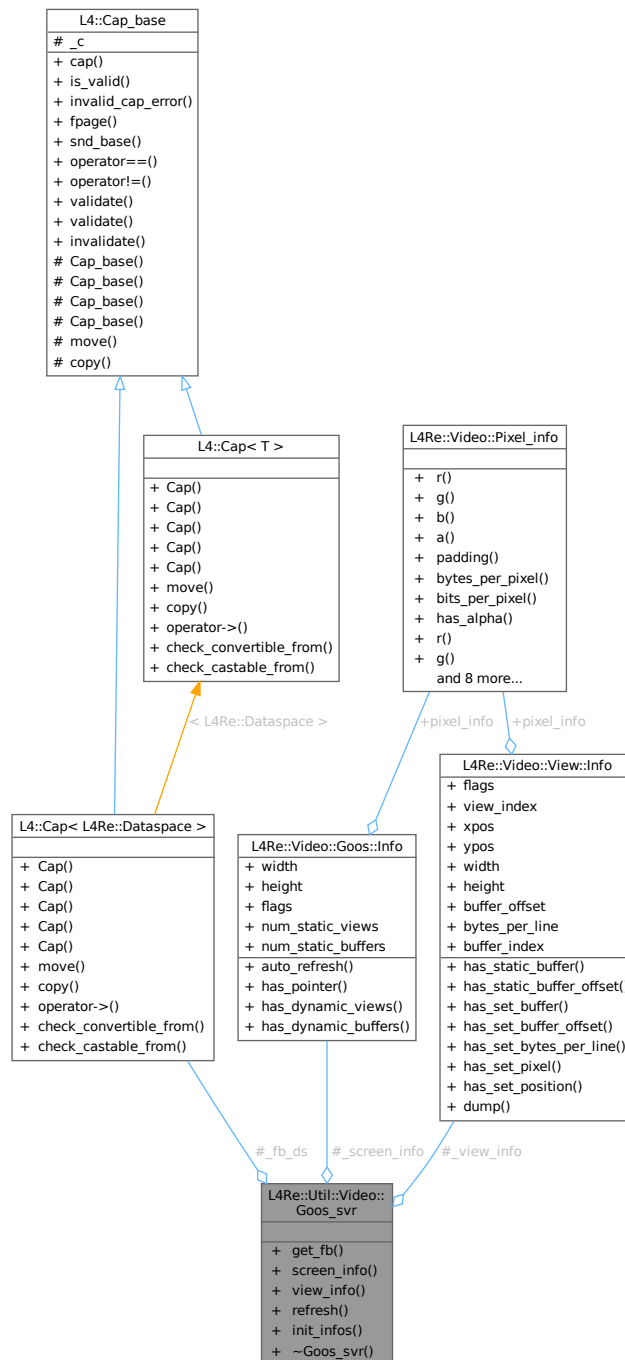 L4::Cap_base
# _c
+ cap()
+ is_valid()
+ invalid_cap_error()
+ fpage()
+ snd_base()
+ operator==()
+ operator!=()
+ validate()
+ validate()
+ invalidate()
# Cap_base()
# Cap_base()
# Cap_base()
# Cap_base()
# move()
# copy()
L4::Cap< T >
+ Cap()
+ Cap()
+ Cap()
+ Cap()
+ Cap()
+ move()
+ copy()
+ operator->()
+ check_convertible_from()
+ check_castable_from()
L4Re::Video::Pixel_info
+ r()
+ g()
+ b()
+ a()
+ padding()
+ bytes_per_pixel()
+ bits_per_pixel()
+ has_alpha()
+ r()
+ g()
and 8 more...
< L4Re::Dataspace >
+pixel_info
+pixel_info
L4::Cap< L4Re::Dataspace >
+ Cap()
+ Cap()
+ Cap()
+ Cap()
+ Cap()
+ move()
+ copy()
+ operator->()
+ check_convertible_from()
+ check_castable_from()
L4Re::Video::Goos::Info
+ width
+ height
+ flags
+ num_static_views
+ num_static_buffers
+ auto_refresh()
+ has_pointer()
+ has_dynamic_views()
+ has_dynamic_buffers()
L4Re::Video::View::Info
+ flags
+ view_index
+ xpos
+ ypos
+ width
+ height
+ buffer_offset
+ bytes_per_line
+ buffer_index
+ has_static_buffer()
+ has_static_buffer_offset()
+ has_set_buffer()
+ has_set_buffer_offset()
+ has_set_bytes_per_line()
+ has_set_pixel()
+ has_set_position()
+ dump()
#_fb_ds
#_screen_info
#_view_info
L4Re::Util::Video::
Goos_svr
+ get_fb()
+ screen_info()
+ view_info()
+ refresh()
+ init_infos()
+ ~Goos_svr()